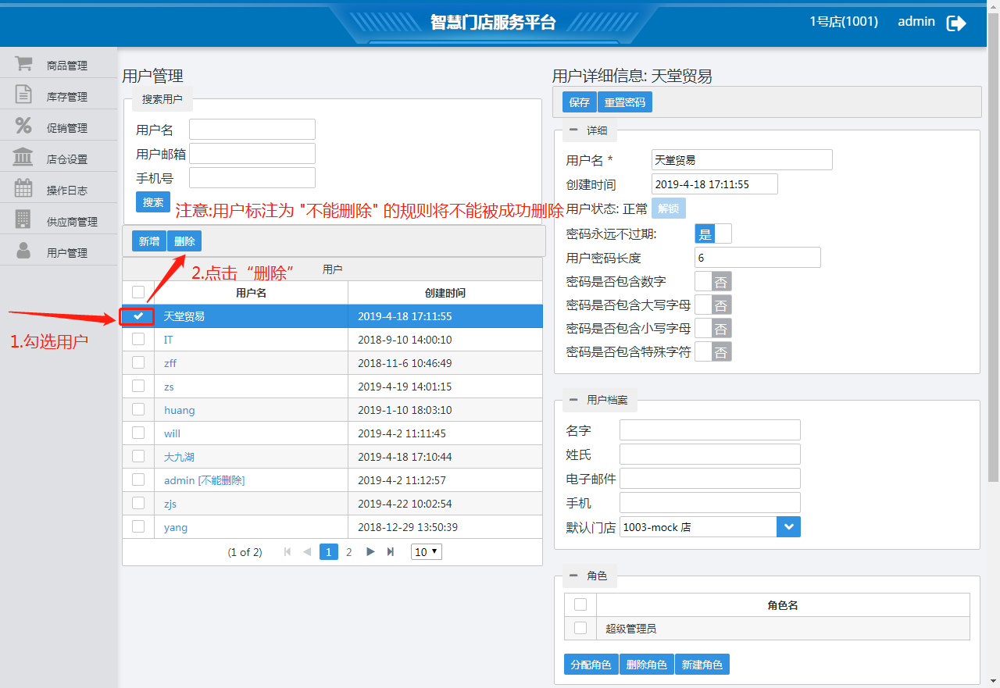 智慧门店服务平台
1号店(1001) admin
商品管理
库存管理
促销管理
店仓设置
操作日志
供应商管理
用户管理
用户管理
搜索用户
用户名
用户邮箱
手机号
搜索
注意:用户标注为 "不能删除" 的规则将不能被成功删除
新增 删除
2.点击“删除”
用户
用户名 创建时间
天堂贸易 2019-4-18 17:11:55
1.勾选用户
IT 2018-9-10 14:00:10
zff 2018-11-6 10:46:49
zs 2019-4-19 14:01:15
huang 2019-1-10 18:03:10
will 2019-4-2 11:11:45
大九湖 2019-4-18 17:10:44
admin [不能删除] 2019-4-2 11:12:57
zjs 2019-4-22 10:02:54
yang 2018-12-29 13:50:39
(1 of 2) 1 2 10
用户详细信息: 天堂贸易
保存 重置密码
详细
用户名 * 天堂贸易
创建时间 2019-4-18 17:11:55
用户状态: 正常 解锁
密码永远不过期: 是
用户密码长度 6
密码是否包含数字 否
密码是否包含大写字母 否
密码是否包含小写字母 否
密码是否包含特殊字符 否
用户档案
名字
姓氏
电子邮件
手机
默认门店 1003-mock 店
角色
角色名
超级管理员
分配角色 删除角色 新建角色